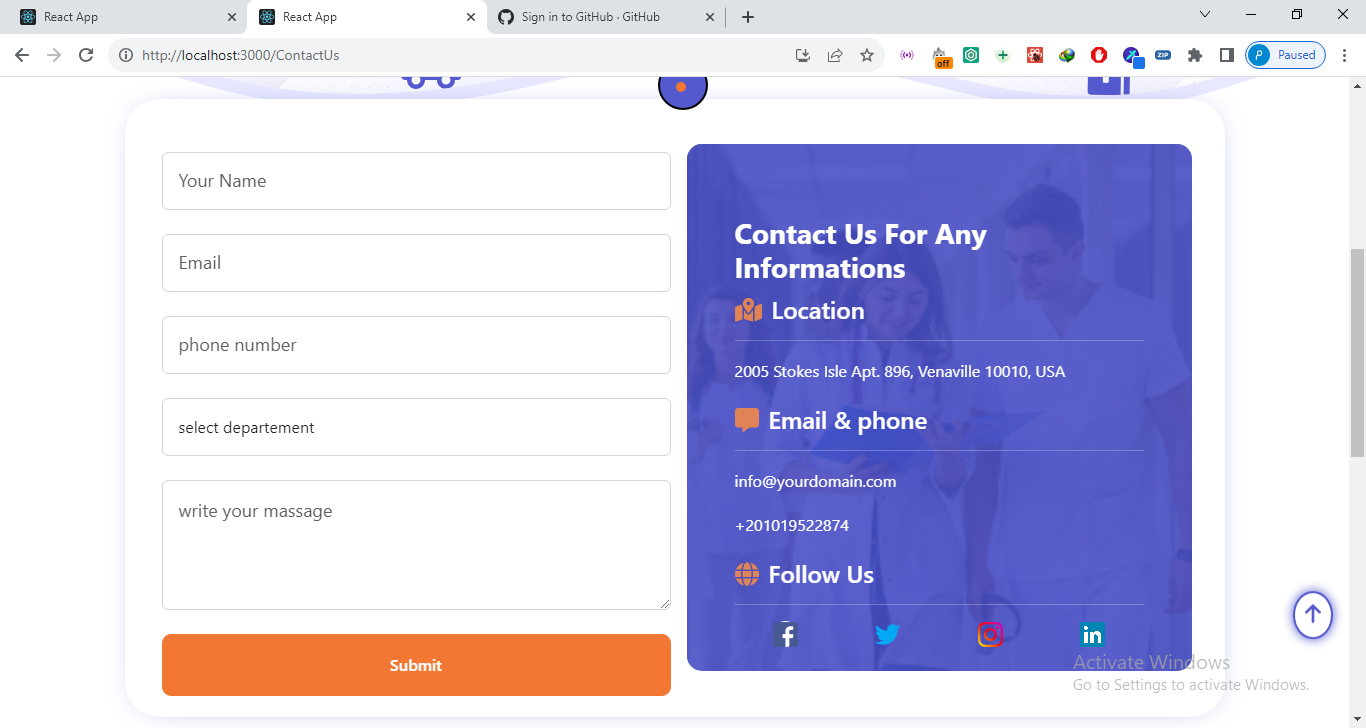 React App
React App
Sign in to GitHub · GitHub
http://localhost:3000/ContactUs
off
ZIP
P
Paused
Your Name
Email
phone number
select departement
write your massage
Submit
Contact Us For Any
Informations
Location
2005 Stokes Isle Apt. 896, Venaville 10010, USA
Email & phone
info@yourdomain.com
+201019522874
Follow Us
Activate Windows
Go to Settings to activate Windows.